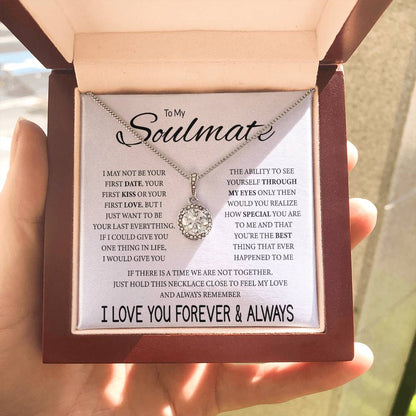 To My
Soulmate
I MAY NOT BE YOUR
FIRST DATE, YOUR
FIRST KISS OR YOUR
FIRST LOVE, BUT I
JUST WANT TO BE
YOUR LAST EVERYTHING.
IF I COULD GIVE YOU
ONE THING IN LIFE,
I WOULD GIVE YOU
THE ABILITY TO SEE
YOURSELF THROUGH
MY EYES ONLY THEN
WOULD YOU REALIZE
HOW SPECIAL YOU ARE
TO ME AND THAT
YOU'RE THE BEST
THING THAT EVER
HAPPENED TO ME
IF THERE IS A TIME WE ARE NOT TOGETHER,
JUST HOLD THIS NECKLACE CLOSE TO FEEL MY LOVE
AND ALWAYS REMEMBER
I LOVE YOU FOREVER & ALWAYS